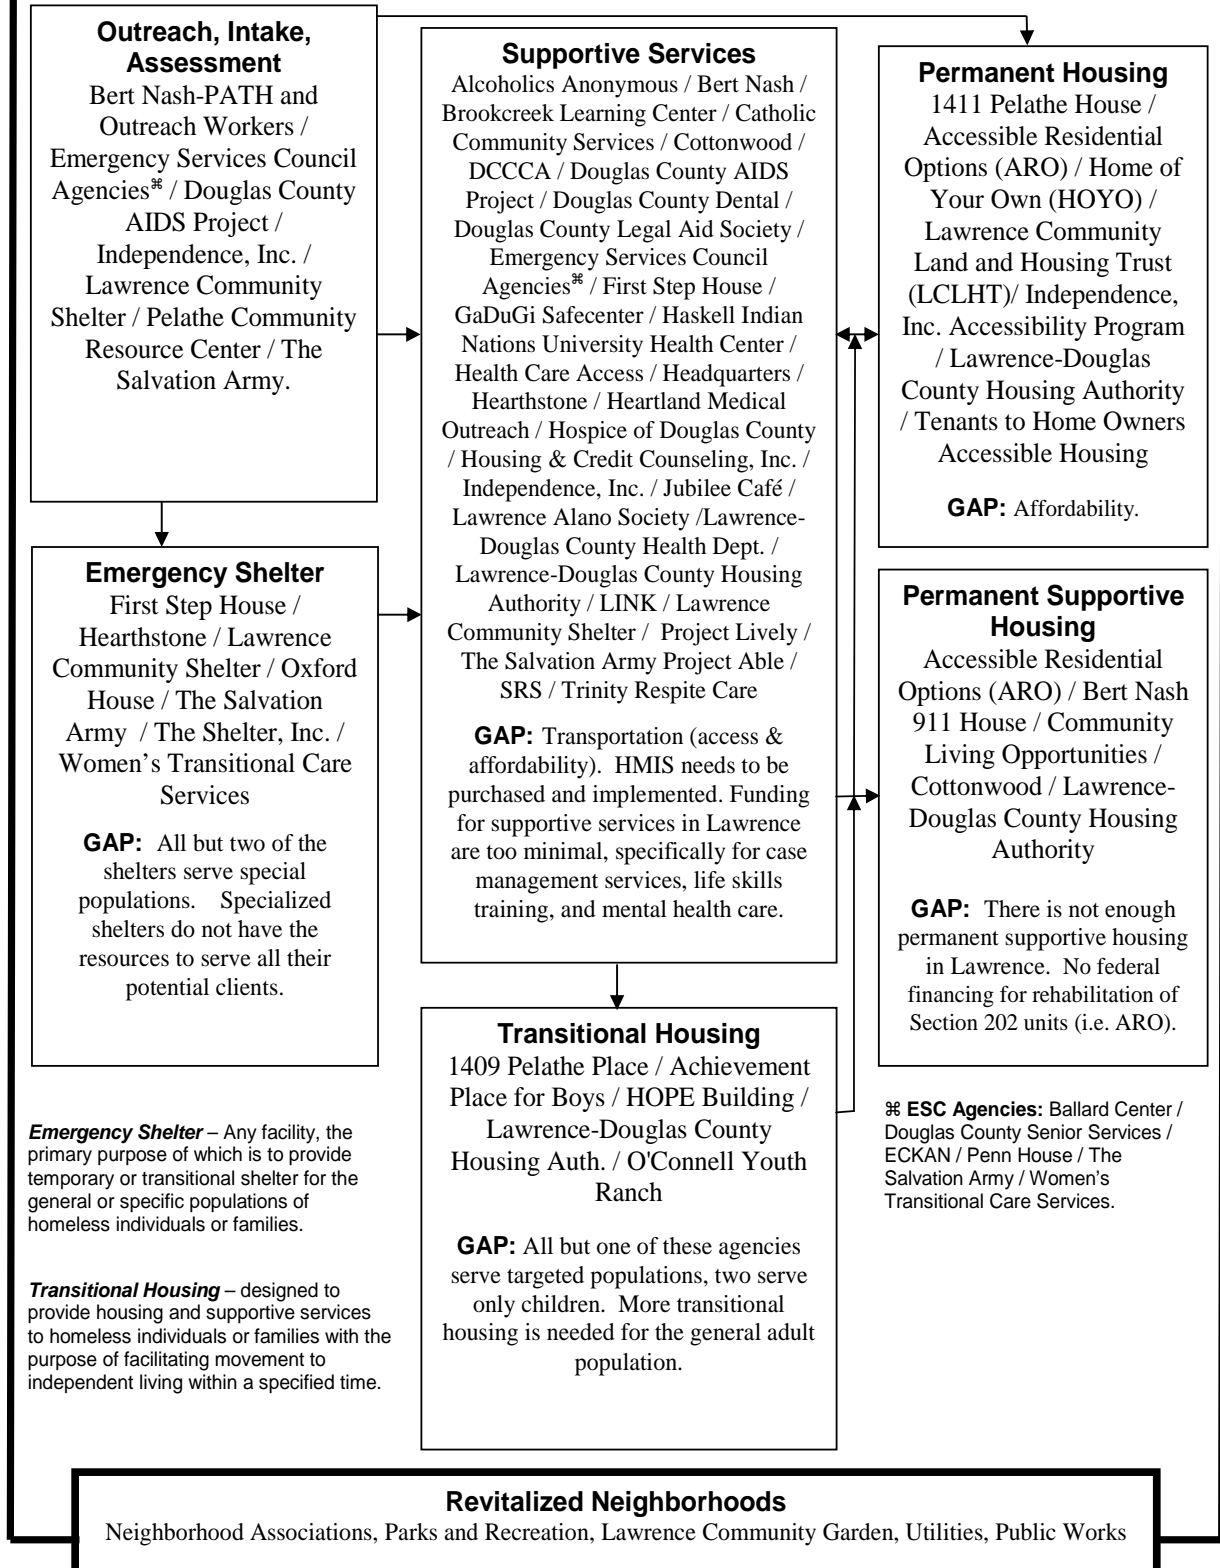 Outreach, Intake,
Assessment
Bert Nash-PATH and
Outreach Workers /
Emergency Services Council
Agencies⌘ / Douglas County
AIDS Project /
Independence, Inc. /
Lawrence Community
Shelter / Pelathe Community
Resource Center / The
Salvation Army.
Emergency Shelter
First Step House /
Hearthstone / Lawrence
Community Shelter / Oxford
House / The Salvation
Army / The Shelter, Inc. /
Women's Transitional Care
Services
GAP: All but two of the
shelters serve special
populations. Specialized
shelters do not have the
resources to serve all their
potential clients.
Emergency Shelter – Any facility, the
primary purpose of which is to provide
temporary or transitional shelter for the
general or specific populations of
homeless individuals or families.
Transitional Housing – designed to
provide housing and supportive services
to homeless individuals or families with the
purpose of facilitating movement to
independent living within a specified time.
Supportive Services
Alcoholics Anonymous / Bert Nash /
Brookcreek Learning Center / Catholic
Community Services / Cottonwood /
DCCCA / Douglas County AIDS
Project / Douglas County Dental /
Douglas County Legal Aid Society /
Emergency Services Council
Agencies⌘ / First Step House /
GaDuGi Safecenter / Haskell Indian
Nations University Health Center /
Health Care Access / Headquarters /
Hearthstone / Heartland Medical
Outreach / Hospice of Douglas County
/ Housing & Credit Counseling, Inc. /
Independence, Inc. / Jubilee Café /
Lawrence Alano Society /Lawrence-
Douglas County Health Dept. /
Lawrence-Douglas County Housing
Authority / LINK / Lawrence
Community Shelter / Project Lively /
The Salvation Army Project Able /
SRS / Trinity Respite Care
GAP: Transportation (access &
affordability). HMIS needs to be
purchased and implemented. Funding
for supportive services in Lawrence
are too minimal, specifically for case
management services, life skills
training, and mental health care.
Transitional Housing
1409 Pelathe Place / Achievement
Place for Boys / HOPE Building /
Lawrence-Douglas County
Housing Auth. / O'Connell Youth
Ranch
GAP: All but one of these agencies
serve targeted populations, two serve
only children. More transitional
housing is needed for the general adult
population.
Permanent Housing
1411 Pelathe House /
Accessible Residential
Options (ARO) / Home of
Your Own (HOYO) /
Lawrence Community
Land and Housing Trust
(LCLHT)/ Independence,
Inc. Accessibility Program
/ Lawrence-Douglas
County Housing Authority
/ Tenants to Home Owners
Accessible Housing
GAP: Affordability.
Permanent Supportive
Housing
Accessible Residential
Options (ARO) / Bert Nash
911 House / Community
Living Opportunities /
Cottonwood / Lawrence-
Douglas County Housing
Authority
GAP: There is not enough
permanent supportive housing
in Lawrence. No federal
financing for rehabilitation of
Section 202 units (i.e. ARO).
⌘ ESC Agencies: Ballard Center /
Douglas County Senior Services /
ECKAN / Penn House / The
Salvation Army / Women's
Transitional Care Services.
Revitalized Neighborhoods
Neighborhood Associations, Parks and Recreation, Lawrence Community Garden, Utilities, Public Works